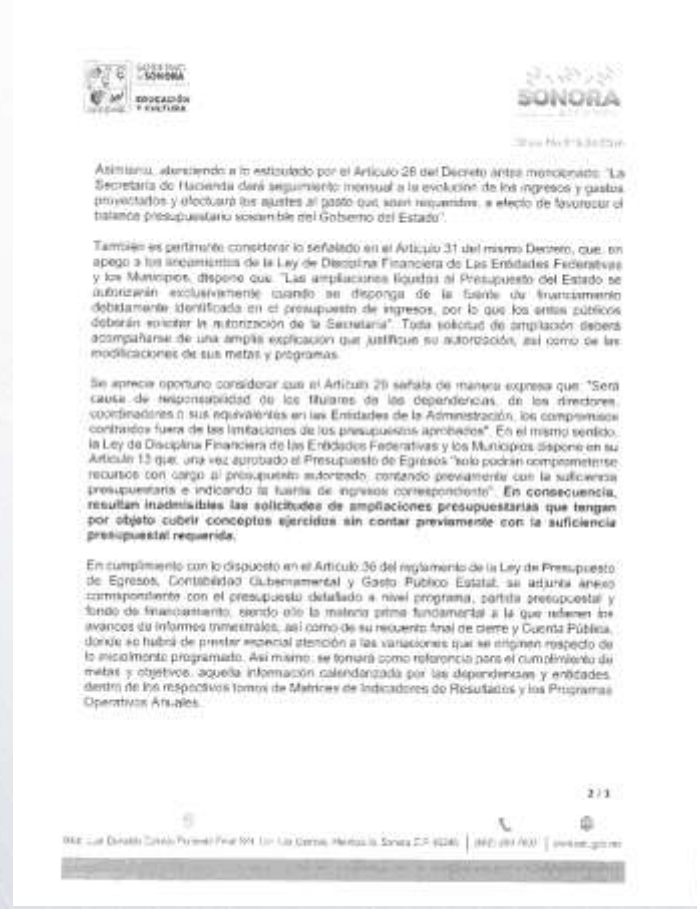 GOBIERNO
DE SONORA
EDUCACIÓN
Y CULTURA
SONORA
Asimismo, atendiendo a lo estipulado por el Artículo 28 del Decreto antes mencionado: "La
Secretaría de Hacienda dará seguimiento mensual a la evolución de los ingresos y gastos
proyectados y efectuará los ajustes al gasto que sean requeridos, a efecto de favorecer el
balance presupuestario sostenible del Gobierno del Estado".
También es pertinente considerar lo señalado en el Artículo 31 del mismo Decreto, que, en
apego a los lineamientos de la Ley de Disciplina Financiera de Las Entidades Federativas
y los Municipios, dispone que: "Las ampliaciones líquidas al Presupuesto del Estado se
autorizarán exclusivamente cuando se disponga de la fuente de financiamiento
debidamente identificada en el presupuesto de ingresos, por lo que los entes públicos
deberán solicitar la autorización de la Secretaría". Toda solicitud de ampliación deberá
acompañarse de una amplia explicación que justifique su autorización, así como de las
modificaciones de sus metas y programas.
Se aprecia oportuno considerar que el Artículo 29 señala de manera expresa que: "Será
causa de responsabilidad de los titulares de las dependencias, de los directores,
coordinadores o sus equivalentes en las Entidades de la Administración, los compromisos
contraídos fuera de las limitaciones de los presupuestos aprobados". En el mismo sentido,
la Ley de Disciplina Financiera de las Entidades Federativas y los Municipios dispone en su
Artículo 13 que, una vez aprobado el Presupuesto de Egresos "solo podrán comprometerse
recursos con cargo al presupuesto autorizado, contando previamente con la suficiencia
presupuestaria e indicando la fuente de ingresos correspondiente". En consecuencia,
resultan inadmisibles las solicitudes de ampliaciones presupuestarias que tengan
por objeto cubrir conceptos ejercidos sin contar previamente con la suficiencia
presupuestal requerida.
En cumplimiento con lo dispuesto en el Artículo 36 del reglamento de la Ley de Presupuesto
de Egresos, Contabilidad Gubernamental y Gasto Público Estatal, se adjunta anexo
correspondiente con el presupuesto detallado a nivel programa, partida presupuestal y
fondo de financiamiento, siendo ello la materia prima fundamental a la que refieren los
avances de informes trimestrales, así como de su recuento final de cierre y Cuenta Pública,
donde se habrá de prestar especial atención a las variaciones que se originen respecto de
lo inicialmente programado. Así mismo, se tomará como referencia para el cumplimiento de
metas y objetivos, aquella información calendarizada por las dependencias y entidades,
dentro de los respectivos tomos de Matrices de Indicadores de Resultados y los Programas
Operativos Anuales.
2 / 3
Blvd. Luis Donaldo Colosio Final S/N, Col. Las Quintas, Hermosillo, Sonora C.P.